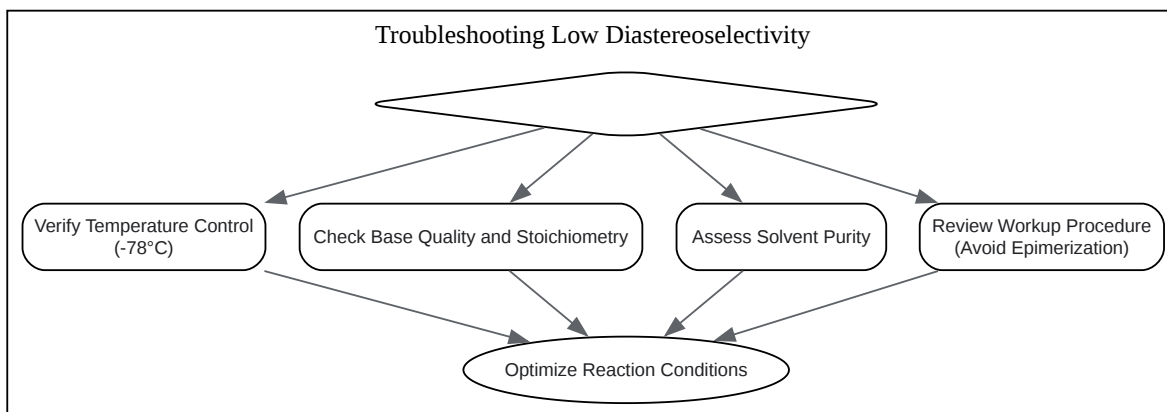 Troubleshooting Low Diastereoselectivity
Verify Temperature Control
(-78°C)
Check Base Quality and Stoichiometry
Assess Solvent Purity
Review Workup Procedure
(Avoid Epimerization)
Optimize Reaction Conditions